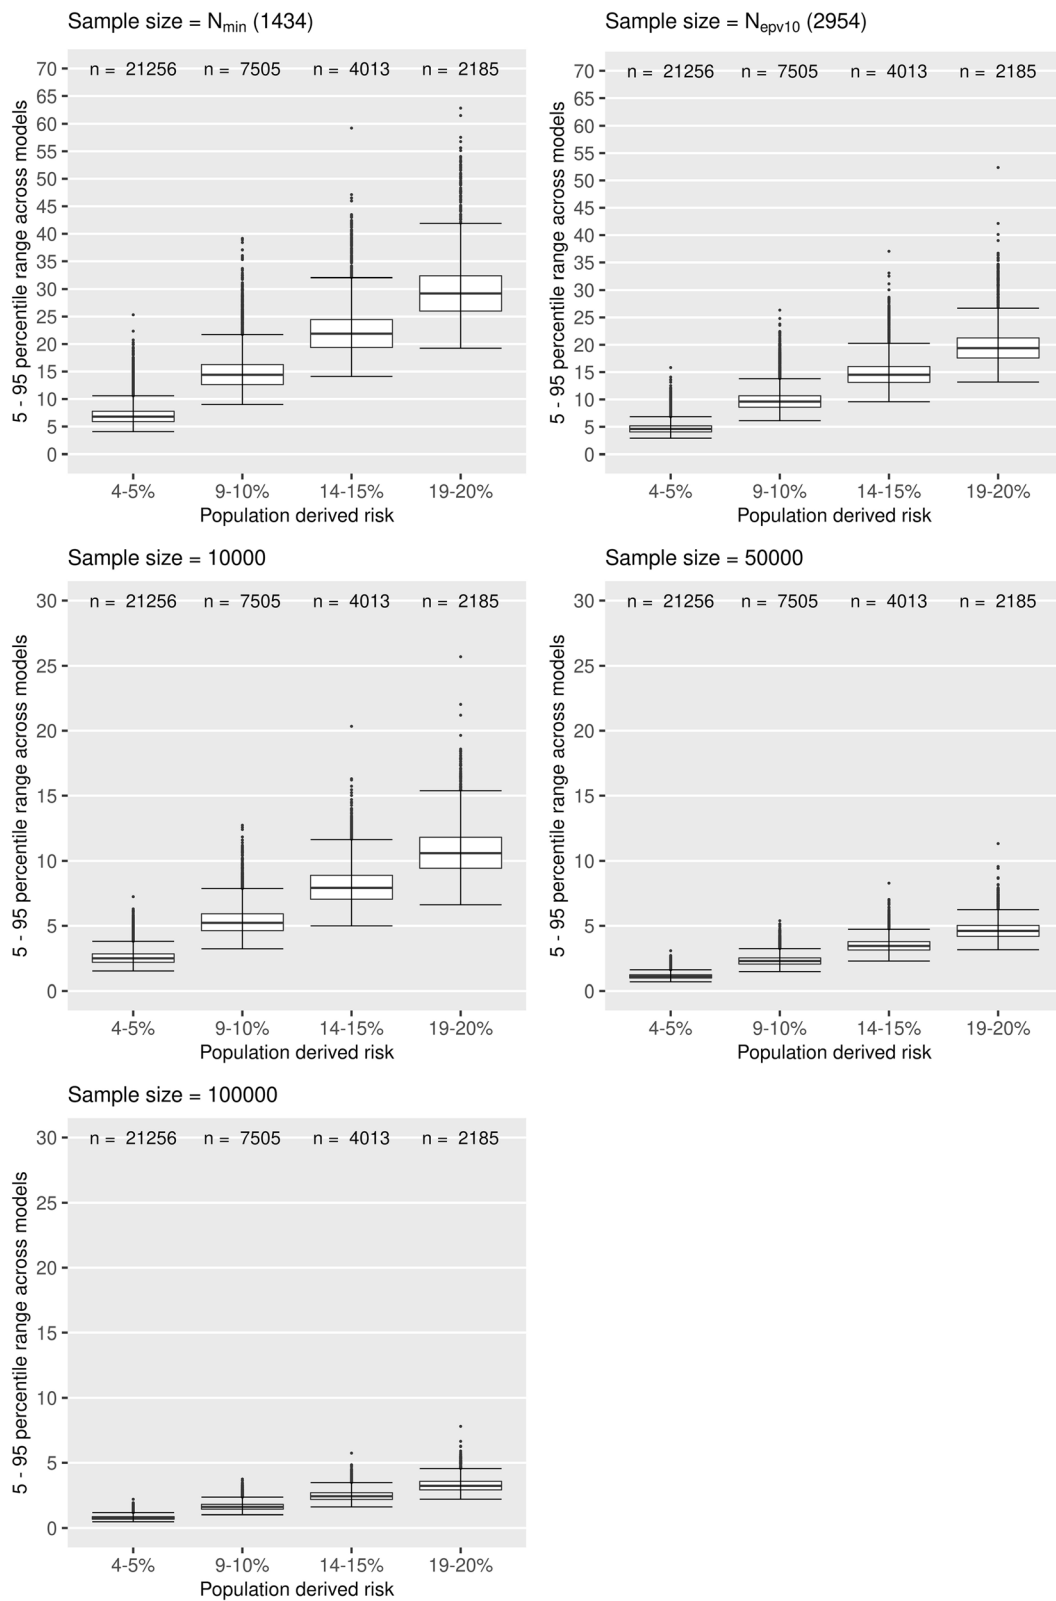 Sample size = Nmin (1434)
5 - 95 percentile range across models
70
65
60
55
50
45
40
35
30
25
20
15
10
5
0
n = 21256 n = 7505 n = 4013 n = 2185
4-5% 9-10% 14-15% 19-20%
Population derived risk
Sample size = Nepv10 (2954)
5 - 95 percentile range across models
70
65
60
55
50
45
40
35
30
25
20
15
10
5
0
n = 21256 n = 7505 n = 4013 n = 2185
4-5% 9-10% 14-15% 19-20%
Population derived risk
Sample size = 10000
5 - 95 percentile range across models
30
25
20
15
10
5
0
n = 21256 n = 7505 n = 4013 n = 2185
4-5% 9-10% 14-15% 19-20%
Population derived risk
Sample size = 50000
5 - 95 percentile range across models
30
25
20
15
10
5
0
n = 21256 n = 7505 n = 4013 n = 2185
4-5% 9-10% 14-15% 19-20%
Population derived risk
Sample size = 100000
5 - 95 percentile range across models
30
25
20
15
10
5
0
n = 21256 n = 7505 n = 4013 n = 2185
4-5% 9-10% 14-15% 19-20%
Population derived risk